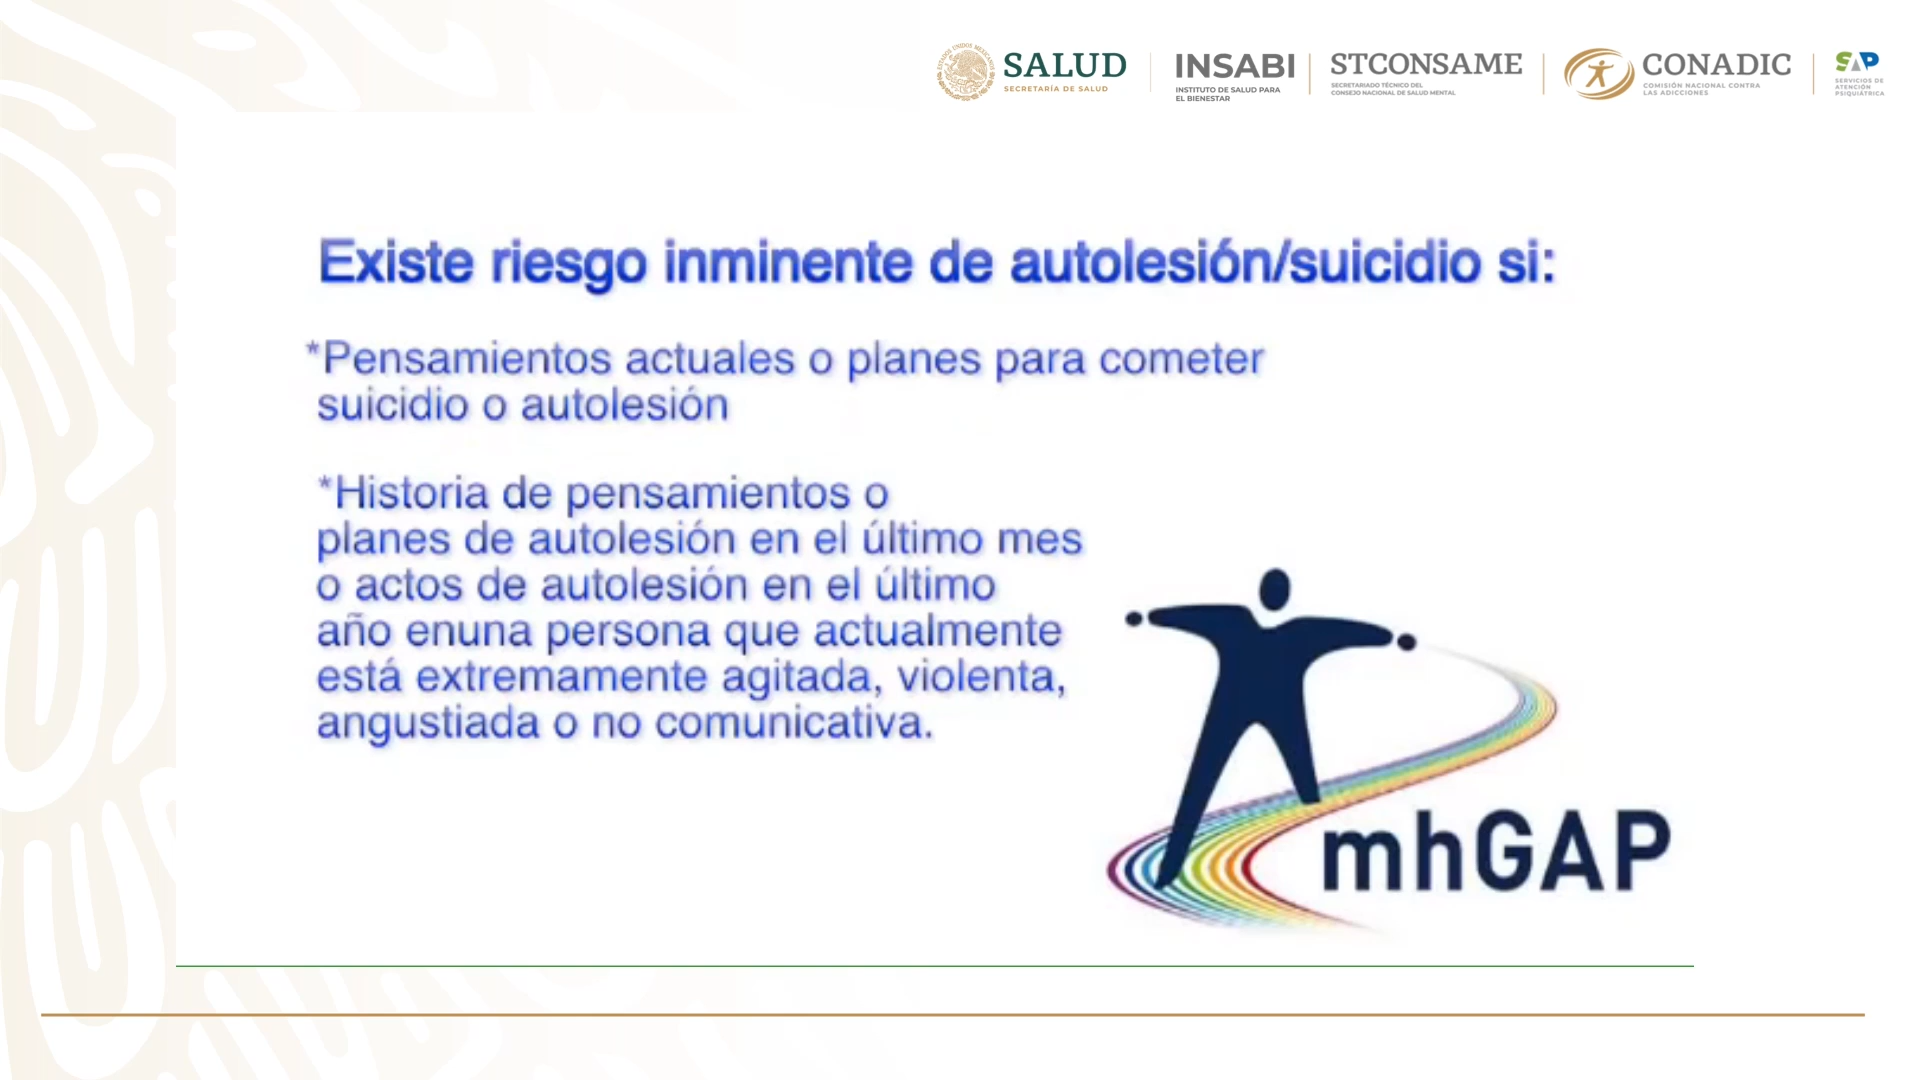 SALUD
SECRETARÍA DE SALUD
INSABI
INSTITUTO DE SALUD PARA
EL BIENESTAR
STCONSAME
SECRETARIADO TÉCNICO DEL
CONSEJO NACIONAL DE SALUD MENTAL
CONADIC
COMISIÓN NACIONAL CONTRA
LAS ADICCIONES
SAP
SERVICIOS DE
ATENCIÓN
PSIQUIÁTRICA
Existe riesgo inminente de autolesión/suicidio si:
*Pensamientos actuales o planes para cometer
suicidio o autolesión
*Historia de pensamientos o
planes de autolesión en el último mes
o actos de autolesión en el último
año enuna persona que actualmente
está extremamente agitada, violenta,
angustiada o no comunicativa.
mhGAP